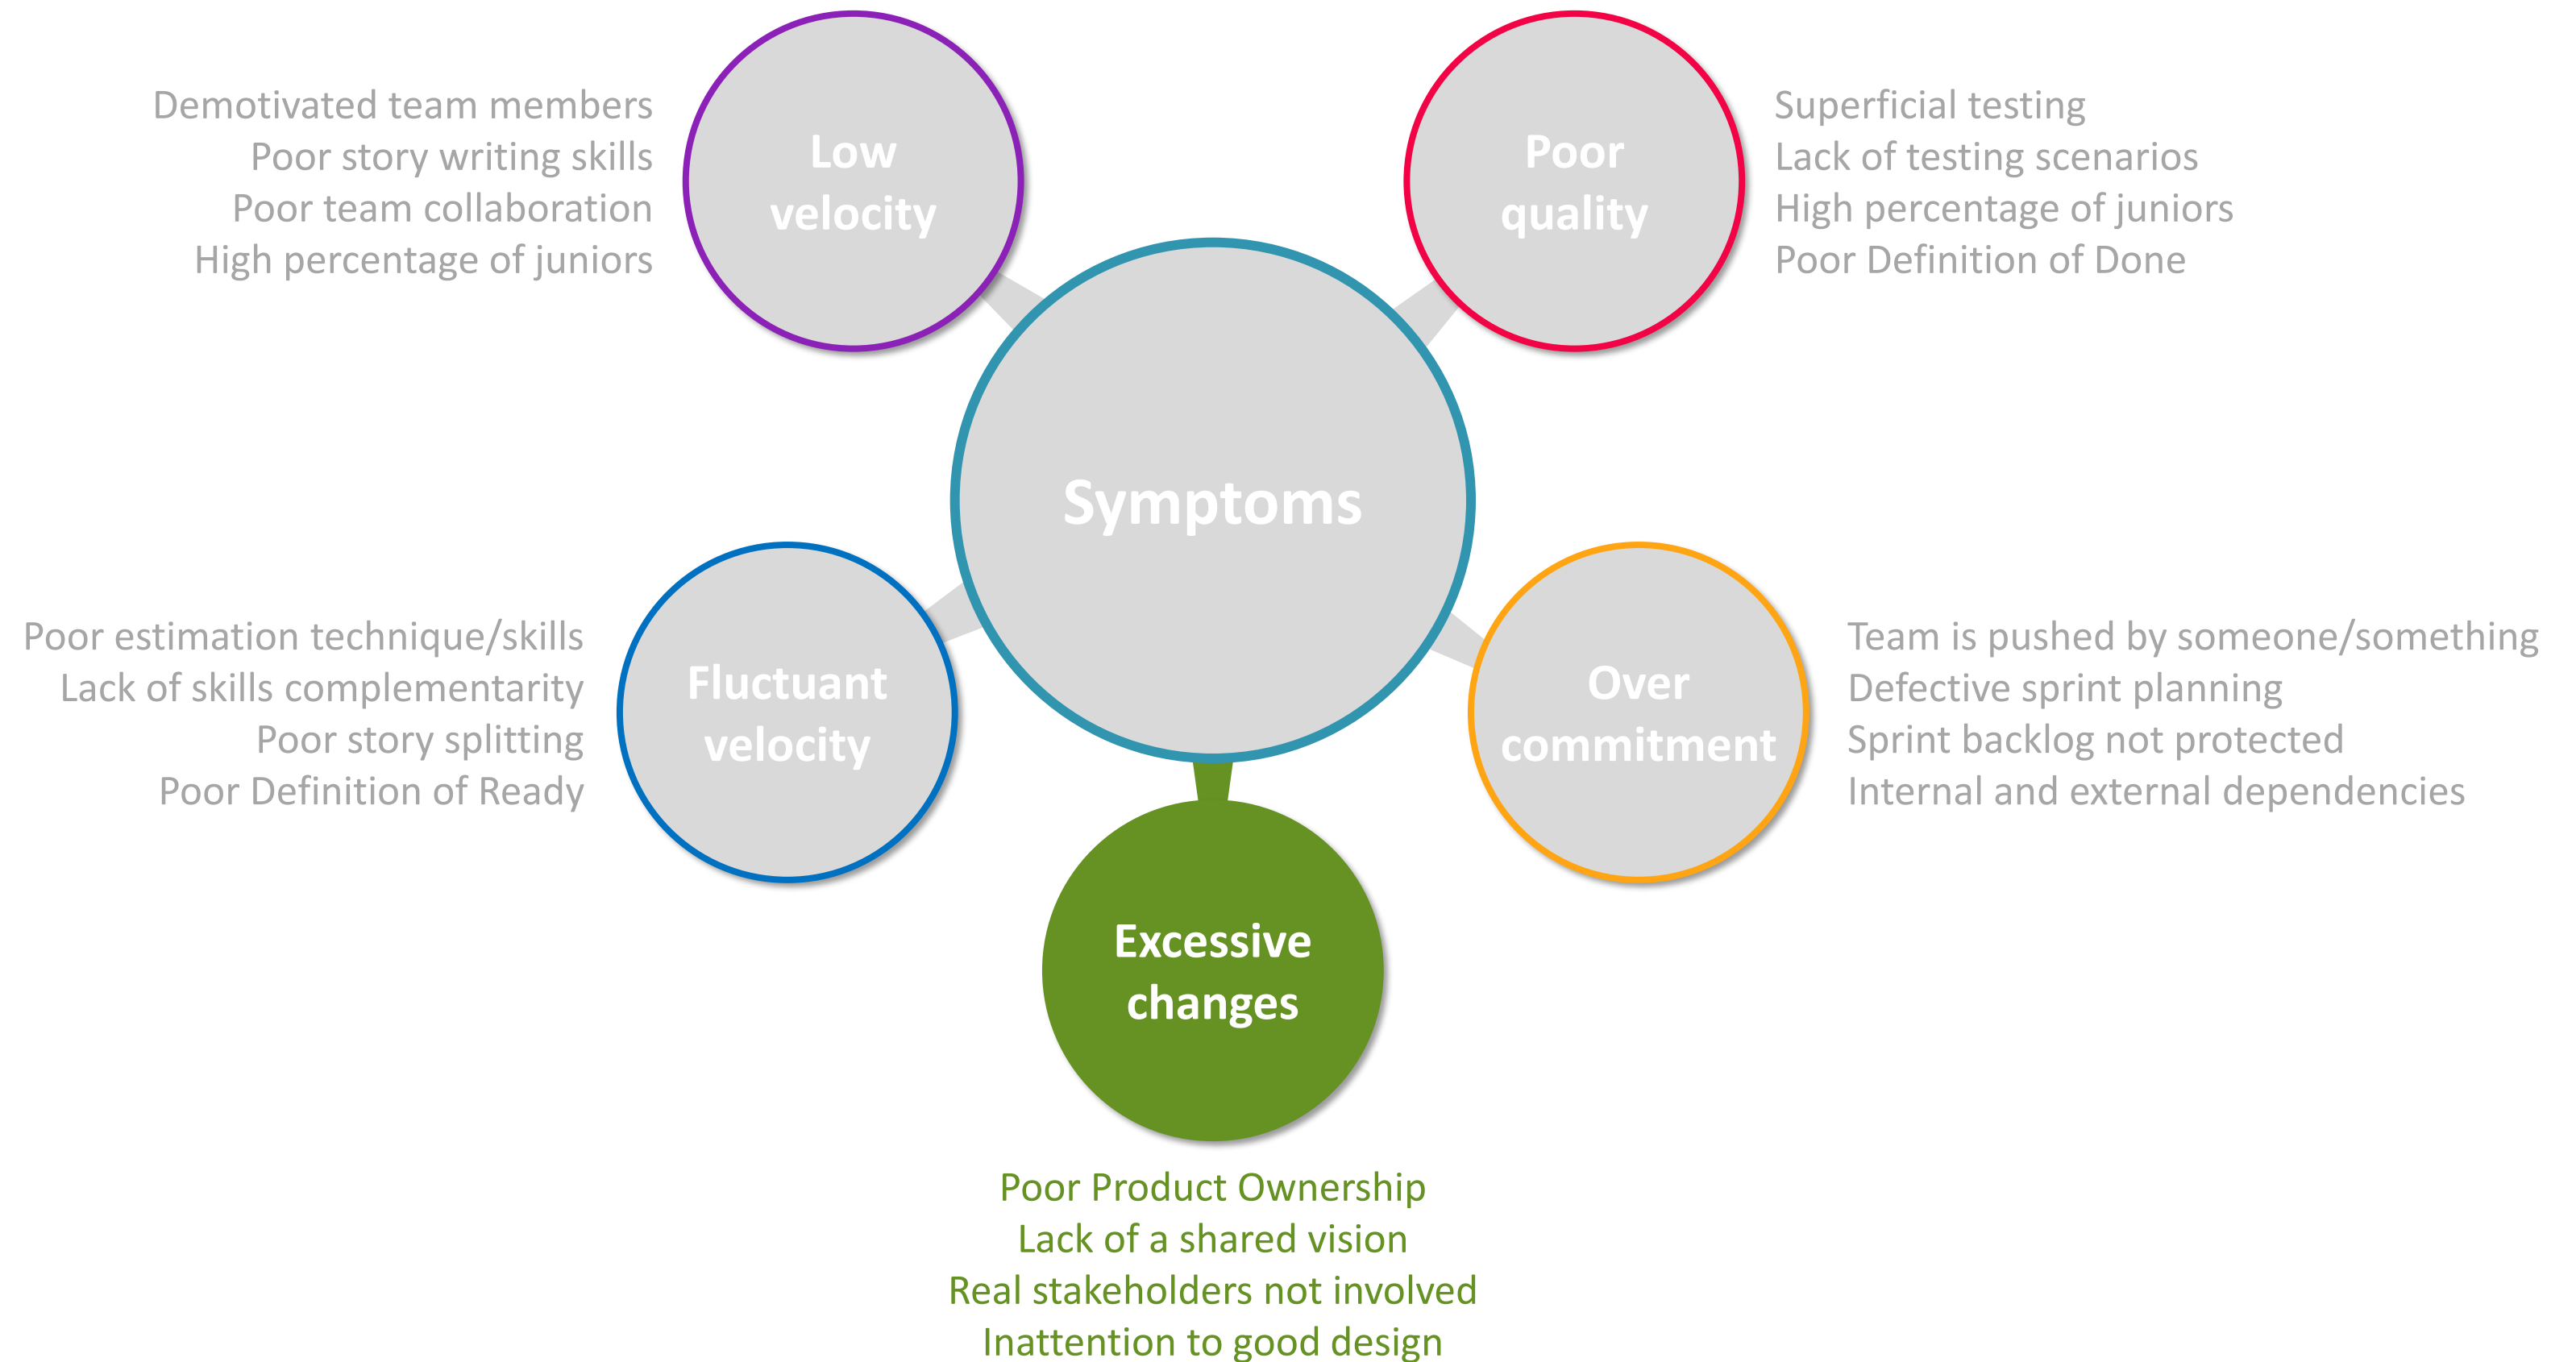 Demotivated team members
Poor story writing skills
Poor team collaboration
High percentage of juniors
Low
velocity
Poor
quality
Superficial testing
Lack of testing scenarios
High percentage of juniors
Poor Definition of Done
Symptoms
Poor estimation technique/skills
Lack of skills complementarity
Poor story splitting
Poor Definition of Ready
Fluctuant
velocity
Over
commitment
Team is pushed by someone/something
Defective sprint planning
Sprint backlog not protected
Internal and external dependencies
Excessive
changes
Poor Product Ownership
Lack of a shared vision
Real stakeholders not involved
Inattention to good design